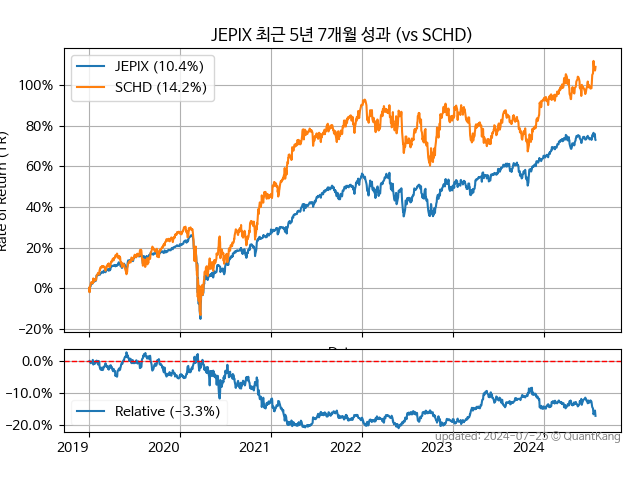 JEPIX 최근 5년 7개월 성과 (vs SCHD)
JEPIX (10.4%)
SCHD (14.2%)
Rate of Return (TR)
100%
80%
60%
40%
20%
0%
−20%
0.0%
−10.0%
−20.0%
Relative (−3.3%)
2019 2020 2021 2022 2023 2024
updated: 2024-07-25 © QuantKang